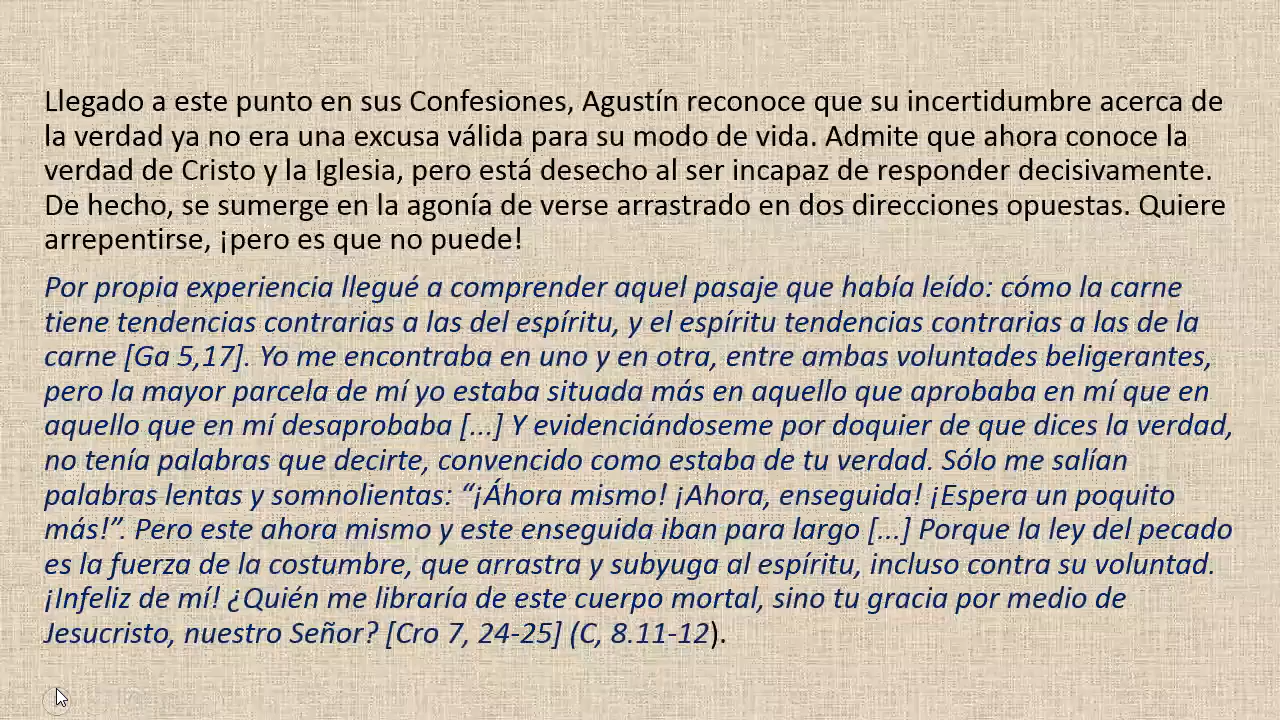 Llegado a este punto en sus Confesiones, Agustín reconoce que su incertidumbre acerca de
la verdad ya no era una excusa válida para su modo de vida. Admite que ahora conoce la
verdad de Cristo y la Iglesia, pero está desecho al ser incapaz de responder decisivamente.
De hecho, se sumerge en la agonía de verse arrastrado en dos direcciones opuestas. Quiere
arrepentirse, ¡pero es que no puede!
Por propia experiencia llegué a comprender aquel pasaje que había leído: cómo la carne
tiene tendencias contrarias a las del espíritu, y el espíritu tendencias contrarias a las de la
carne [Ga 5,17]. Yo me encontraba en uno y en otra, entre ambas voluntades beligerantes,
pero la mayor parcela de mí yo estaba situada más en aquello que aprobaba en mí que en
aquello que en mí desaprobaba [...] Y evidenciándoseme por doquier de que dices la verdad,
no tenía palabras que decirte, convencido como estaba de tu verdad. Sólo me salían
palabras lentas y somnolientas: “¡Áhora mismo! ¡Ahora, enseguida! ¡Espera un poquito
más!”. Pero este ahora mismo y este enseguida iban para largo [...] Porque la ley del pecado
es la fuerza de la costumbre, que arrastra y subyuga al espíritu, incluso contra su voluntad.
¡Infeliz de mí! ¿Quién me libraría de este cuerpo mortal, sino tu gracia por medio de
Jesucristo, nuestro Señor? [Cro 7, 24-25] (C, 8.11-12).